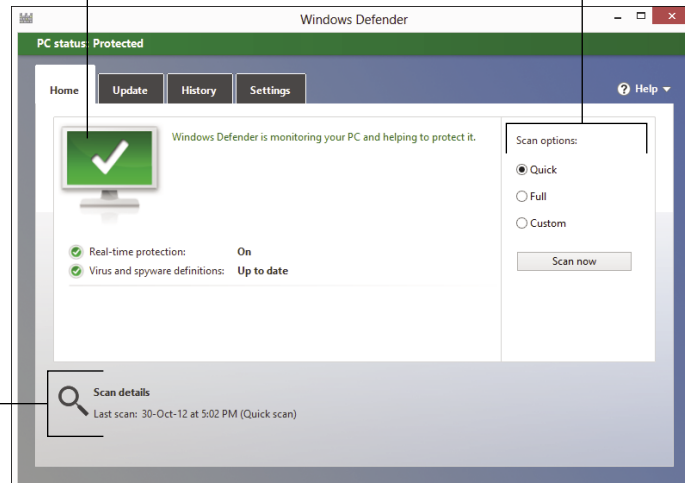 Windows Defender
PC status: Protected
Home
Update
History
Settings
Help
Windows Defender is monitoring your PC and helping to protect it.
Real-time protection: On
Virus and spyware definitions: Up to date
Scan options:
Quick
Full
Custom
Scan now
Scan details
Last scan: 30-Oct-12 at 5:02 PM (Quick scan)